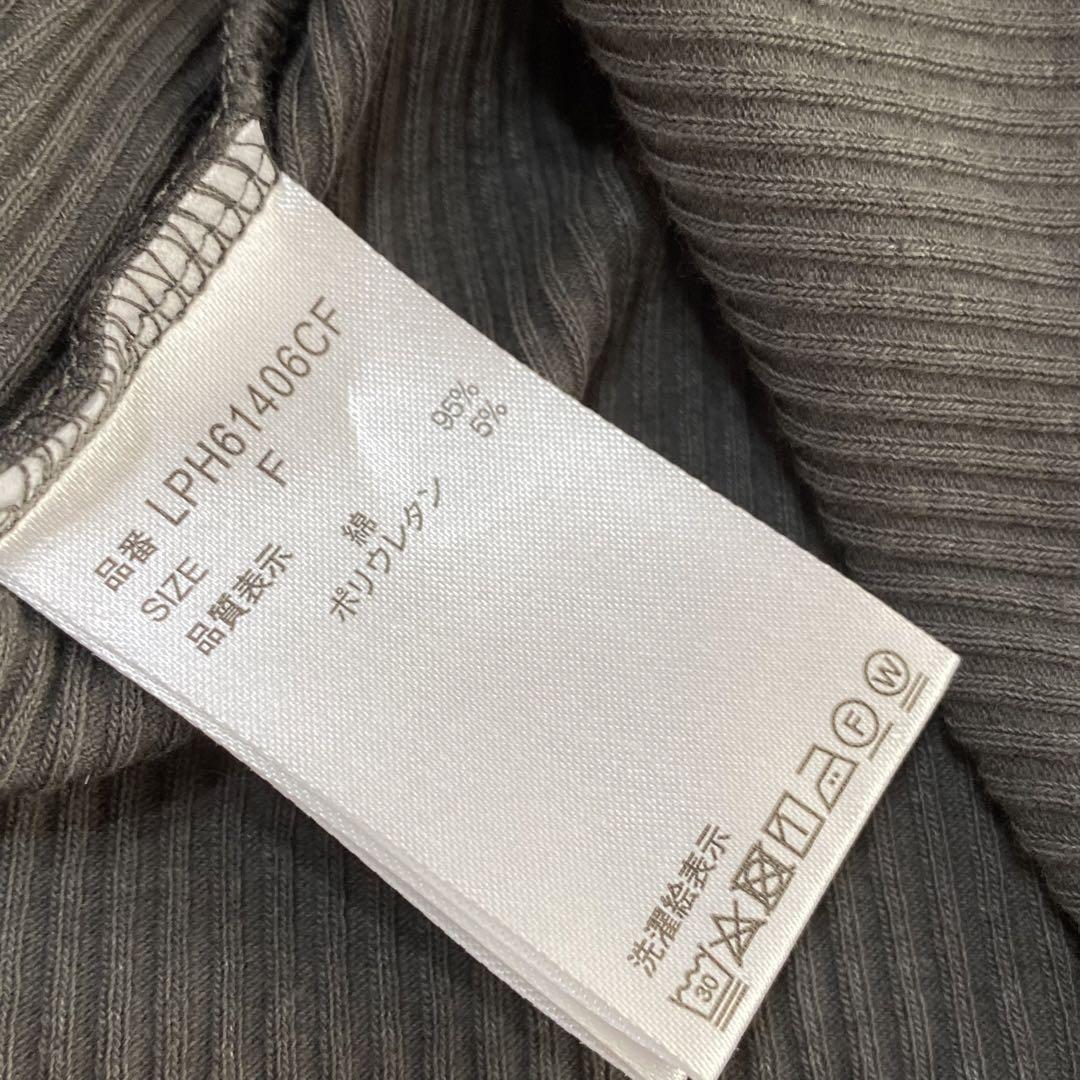 品番 LPH61406CF
SIZE F
品質表示
綿 95%
ポリウレタン 5%
洗濯絵表示
30 F W